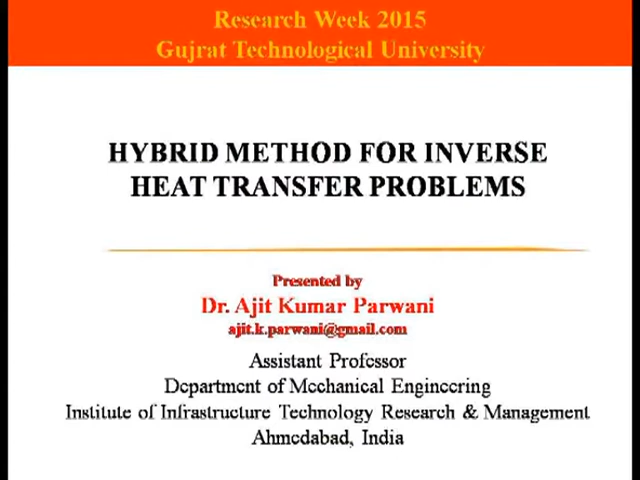 Research Week 2015
Gujrat Technological University
HYBRID METHOD FOR INVERSE
HEAT TRANSFER PROBLEMS
Presented by
Dr. Ajit Kumar Parwani
ajit.k.parwani@gmail.com
Assistant Professor
Department of Mechanical Engineering
Institute of Infrastructure Technology Research & Management
Ahmedabad, India